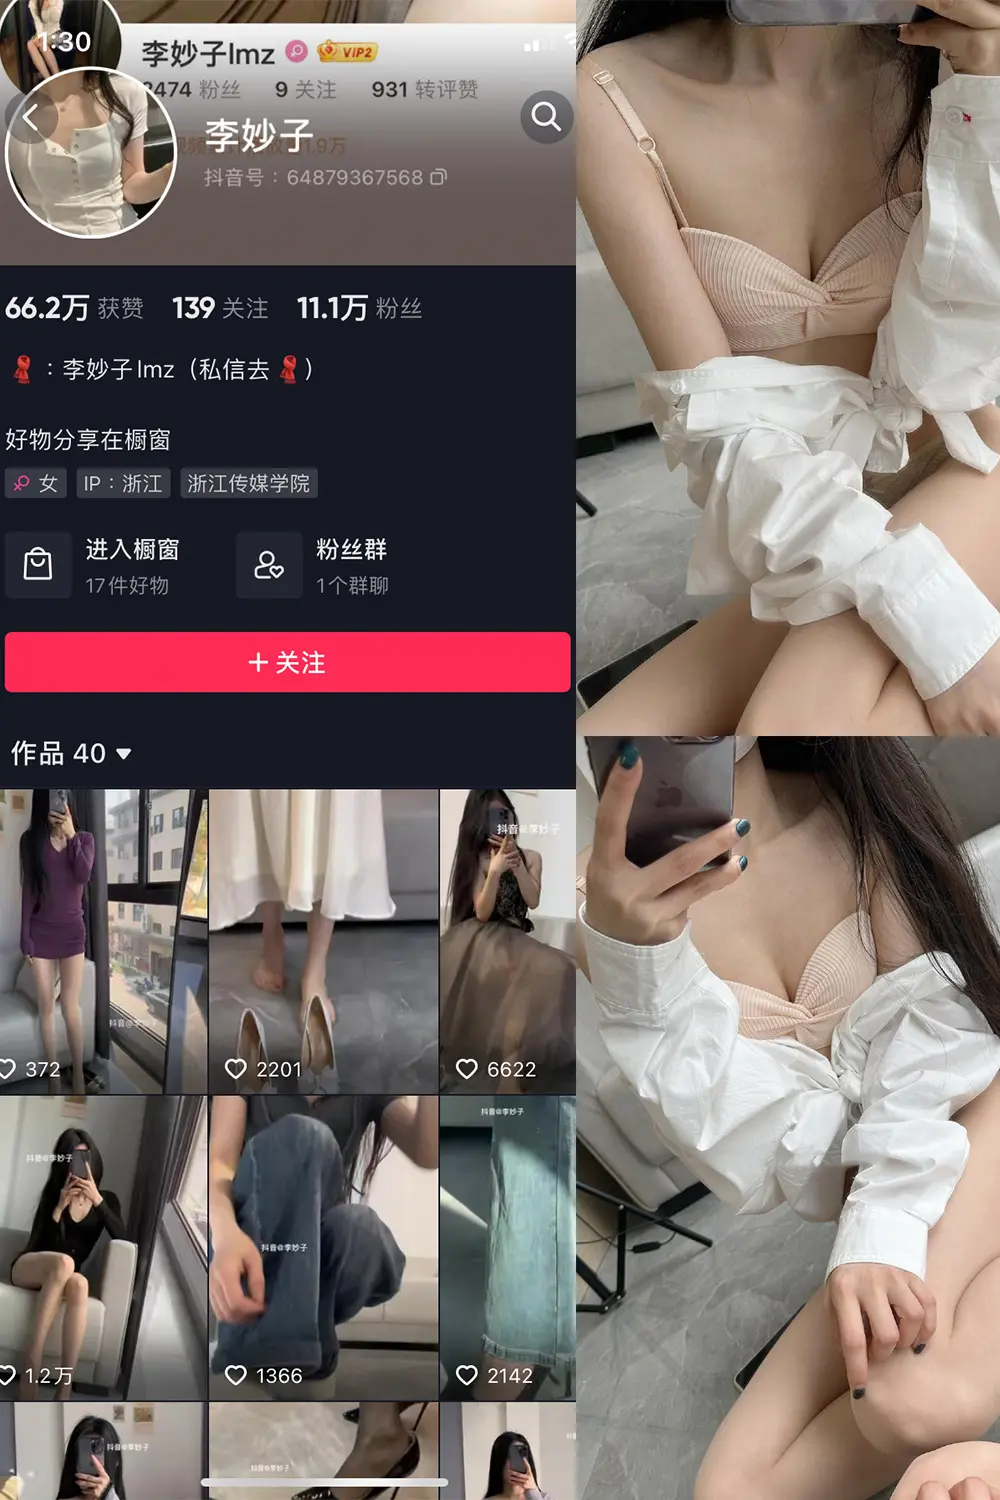 1:30
李妙子lmz VIP2
2474 粉丝 9 关注 931 转评赞
李妙子
1.9万
抖音号：64879367568
66.2万 获赞 139 关注 11.1万 粉丝
：李妙子lmz（私信去）
好物分享在橱窗
女 IP：浙江 浙江传媒学院
进入橱窗
17件好物
粉丝群
1个群聊
+ 关注
作品 40
抖音@李妙子
372
2201
抖音@李妙子
6622
抖音@李妙子
1.2万
抖音@李妙子
1366
抖音@李妙子
2142
抖音@李妙子
抖音@李妙子